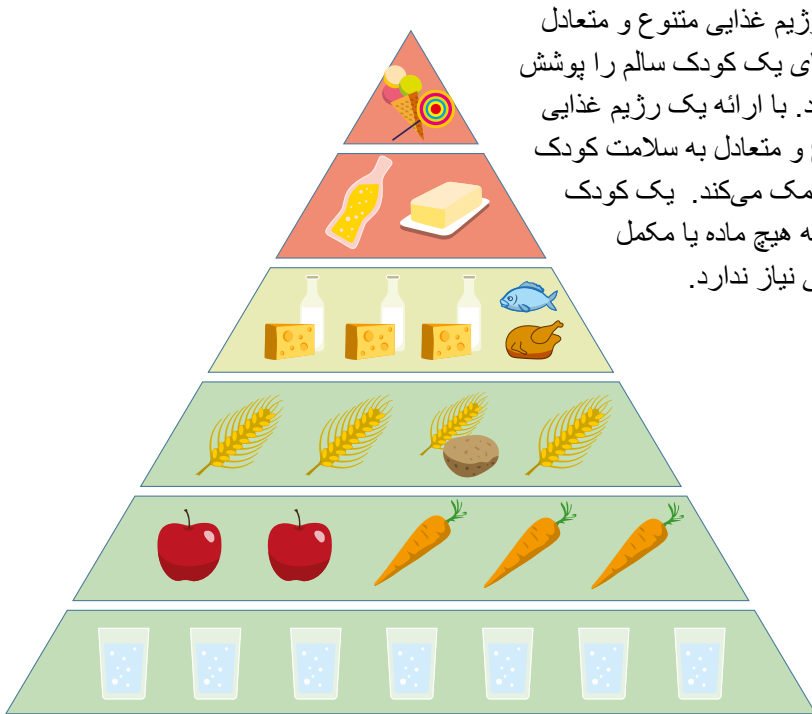 رژیم غذایی متنوع و متعادل
یک کودک سالم را پوشش
با ارائه یک رژیم غذایی
و متعادل به سلامت کودک
می‌کند. یک کودک
هیچ ماده یا مکمل
نیاز ندارد.